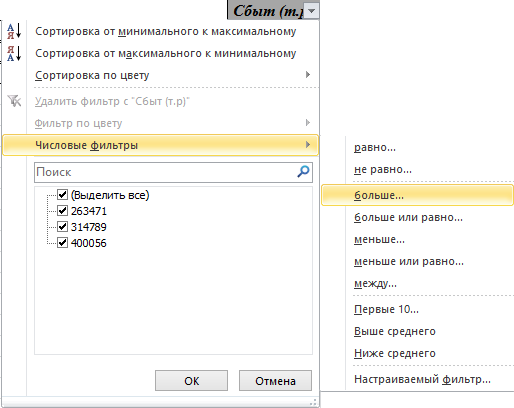 Сбыт (т.р
Сортировка от минимального к максимальному
Сортировка от максимального к минимальному
Сортировка по цвету
Удалить фильтр с "Сбыт (т.р)"
Фильтр по цвету
Числовые фильтры
Поиск
(Выделить все)
263471
314789
400056
ОК
Отмена
равно...
не равно...
больше...
больше или равно...
меньше...
меньше или равно...
между...
Первые 10...
Выше среднего
Ниже среднего
Настраиваемый фильтр...